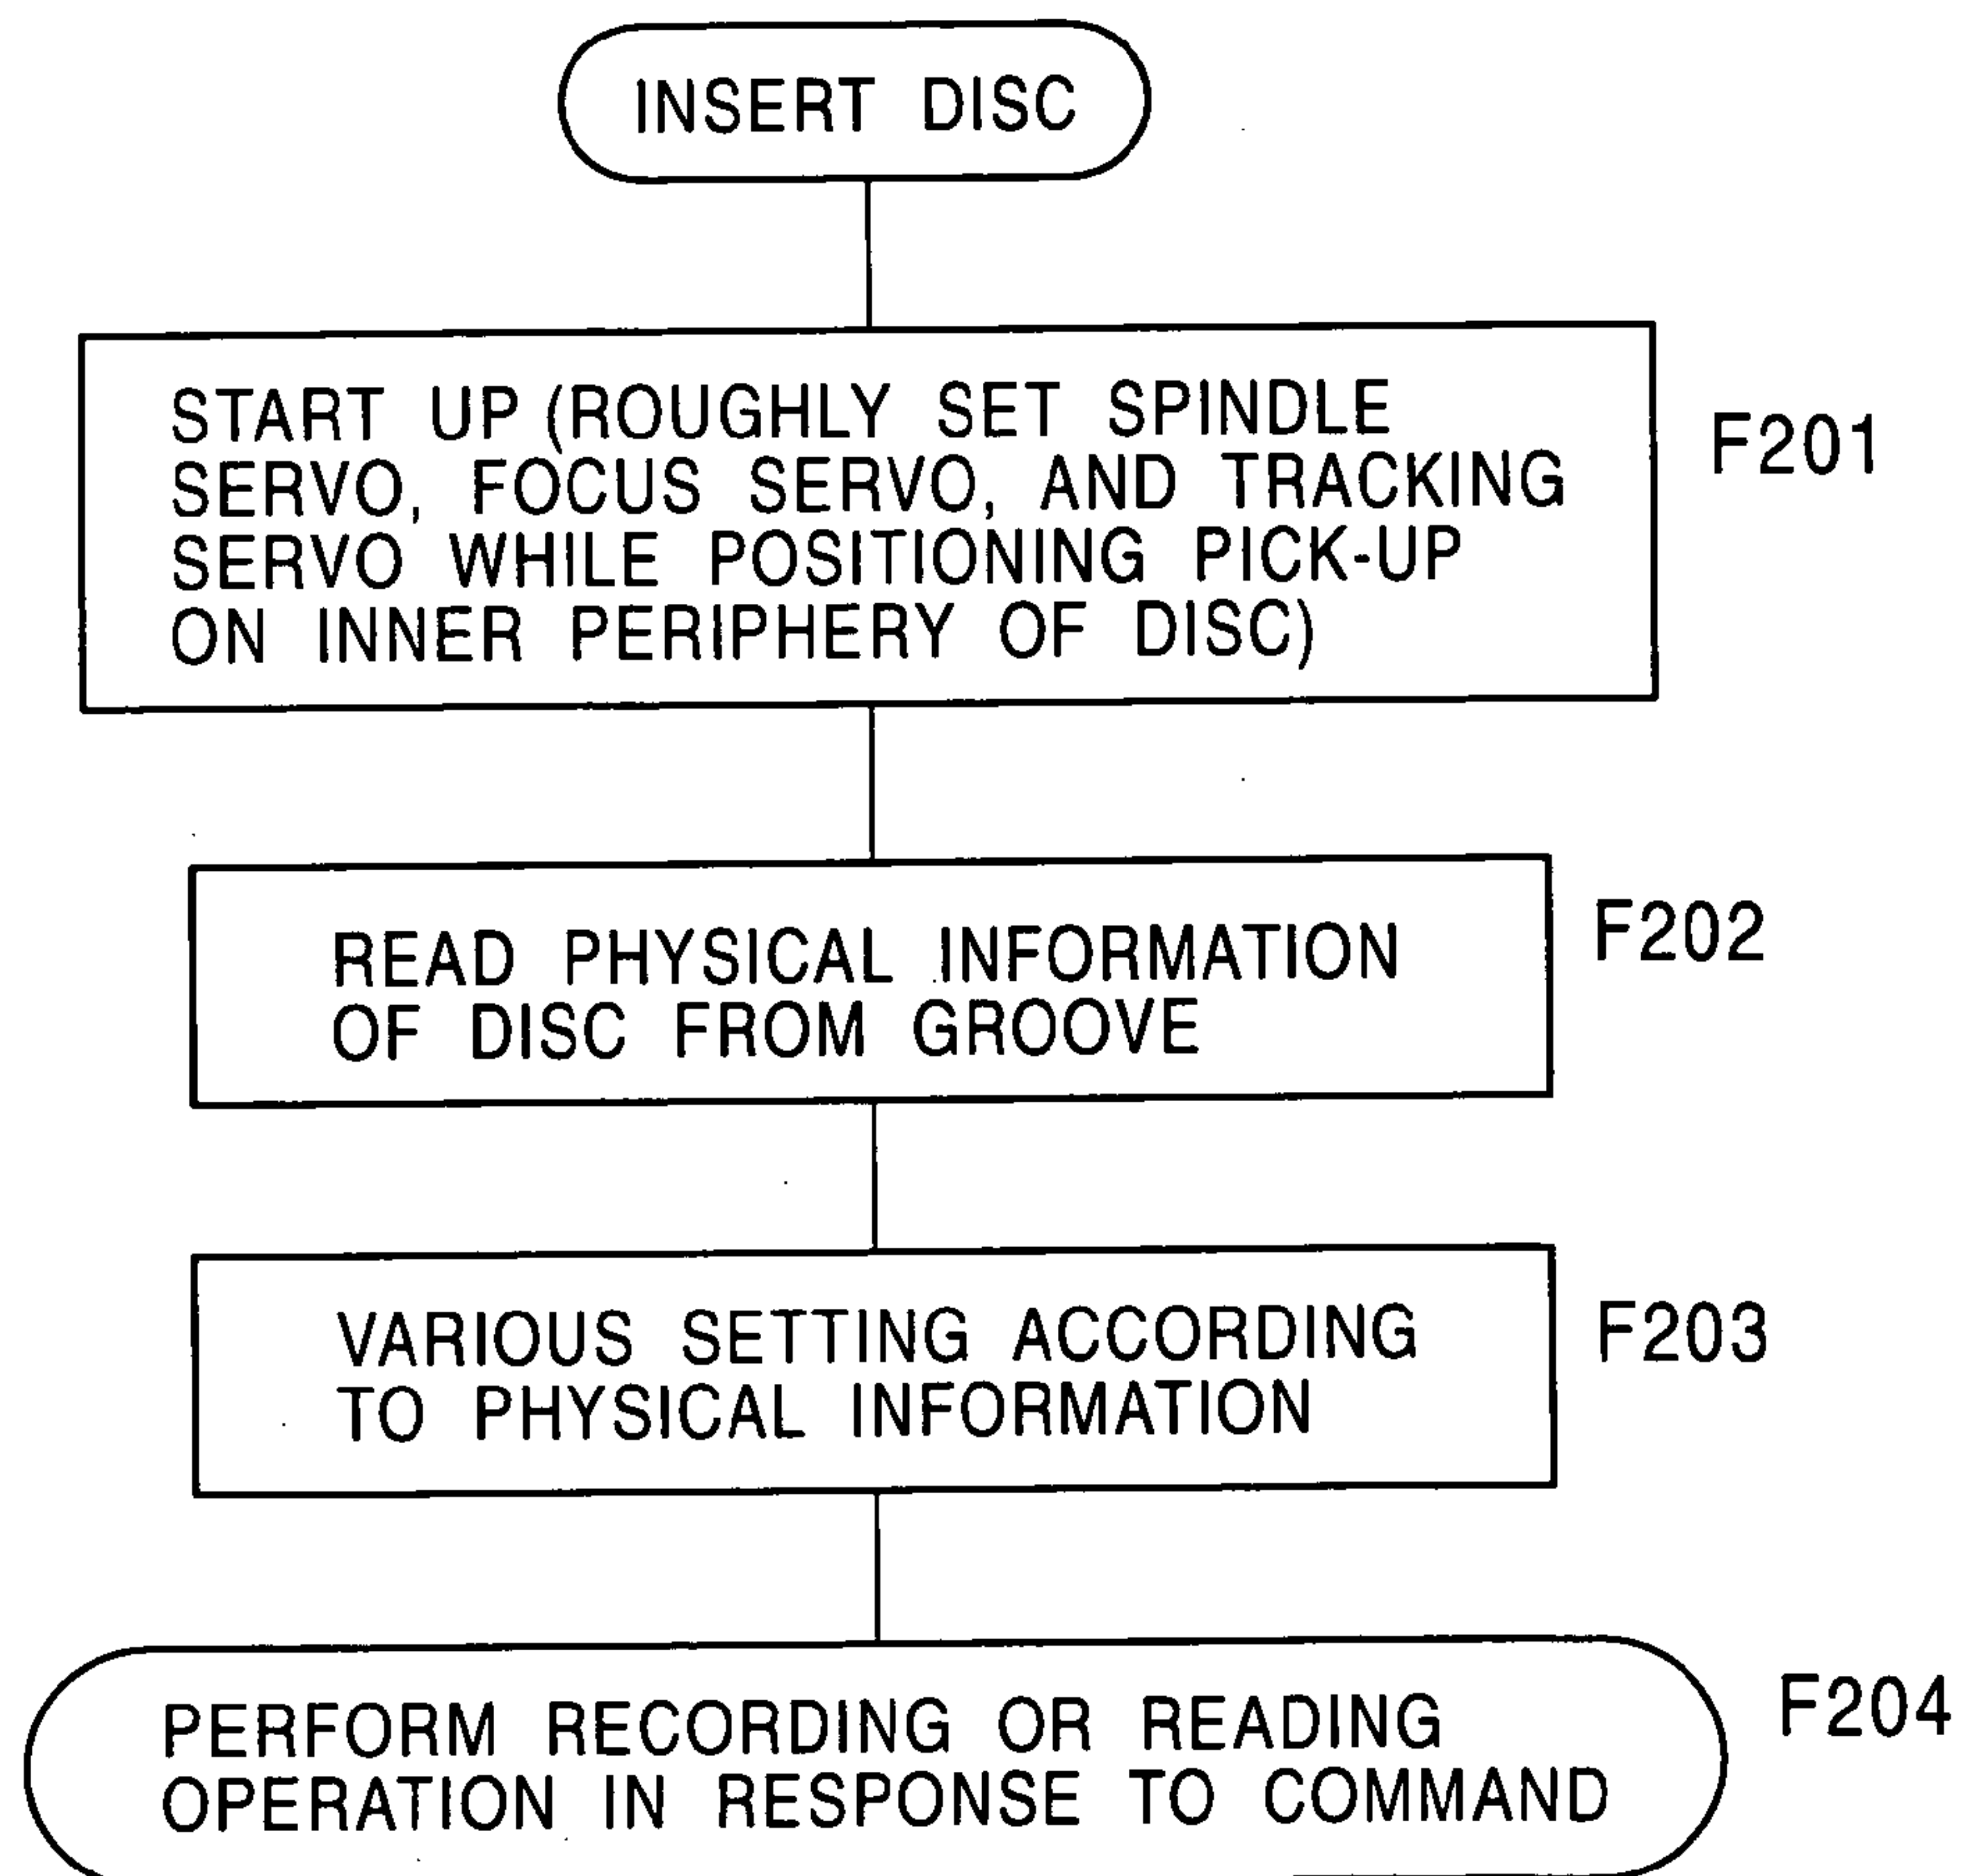 INSERT DISC
START UP (ROUGHLY SET SPINDLE
SERVO, FOCUS SERVO, AND TRACKING
SERVO WHILE POSITIONING PICK-UP
ON INNER PERIPHERY OF DISC)
F201
READ PHYSICAL INFORMATION
OF DISC FROM GROOVE
F202
VARIOUS SETTING ACCORDING
TO PHYSICAL INFORMATION
F203
PERFORM RECORDING OR READING
OPERATION IN RESPONSE TO COMMAND
F204